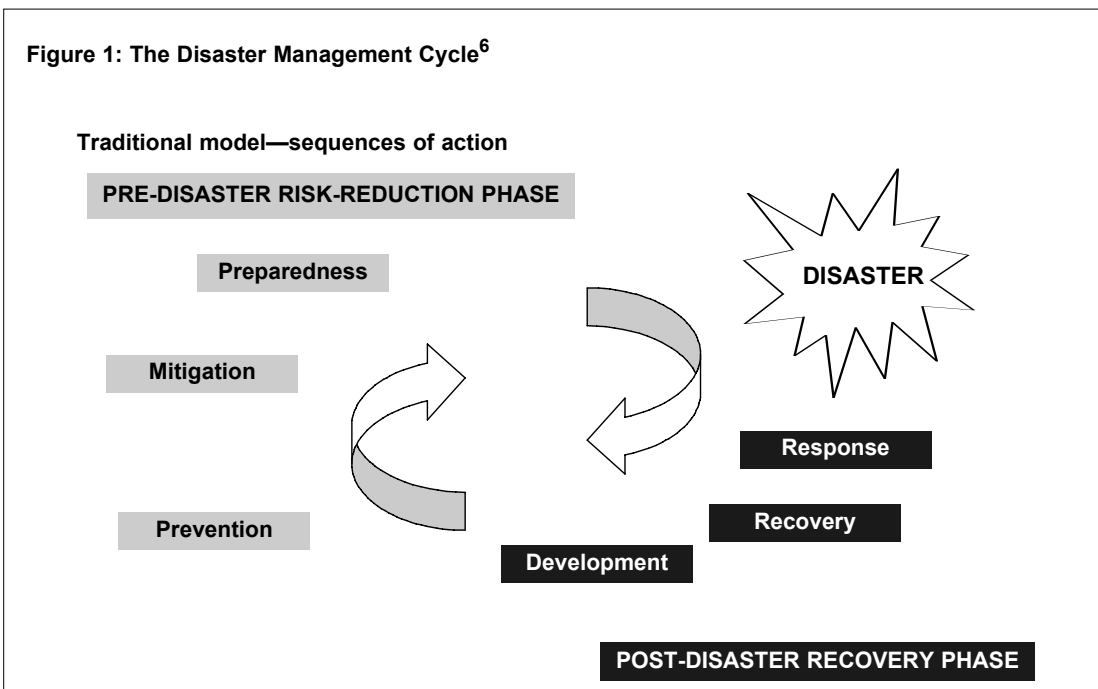 Figure 1: The Disaster Management Cycle6
Traditional model—sequences of action
PRE-DISASTER RISK-REDUCTION PHASE
Preparedness
DISASTER
Mitigation
Response
Recovery
Prevention
Development
POST-DISASTER RECOVERY PHASE